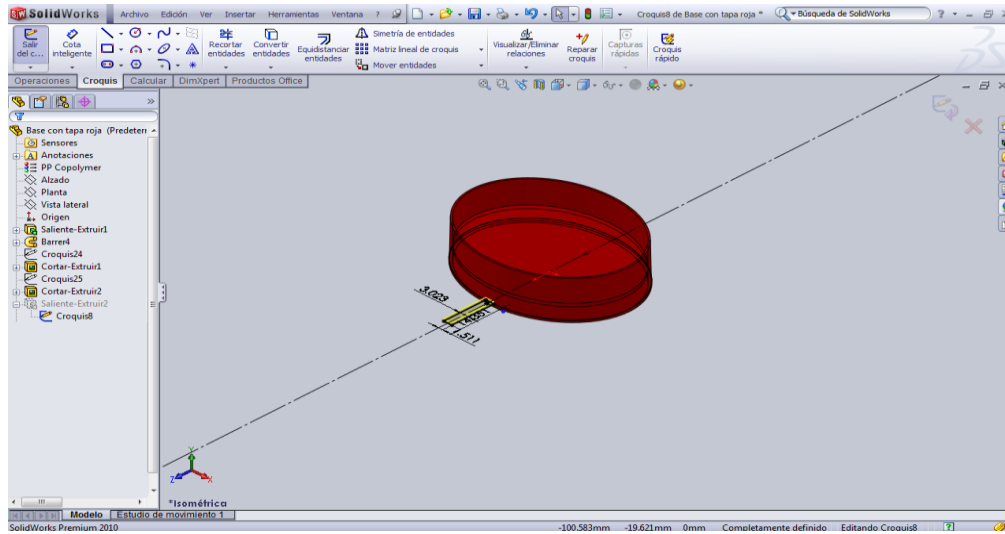 SolidWorks Archivo Edición Ver Insertar Herramientas Ventana ? Croquis8 de Base con tapa roja * Búsqueda de SolidWorks ?
Salir del c...
Cota inteligente
Recortar entidades
Convertir entidades
Equidistanciar entidades
Simetría de entidades
Matriz lineal de croquis
Mover entidades
Visualizar/Eliminar relaciones
Reparar croquis
Capturas rápidas
Croquis rápido
Operaciones Croquis Calcular DimXpert Productos Office
Base con tapa roja (Predeterr
Sensores
Anotaciones
PP Copolymer
Alzado
Planta
Vista lateral
Origen
Saliente-Extruir1
Barrer4
Croquis24
Cortar-Extruir1
Croquis25
Cortar-Extruir2
Saliente-Extruir2
Croquis8
3.023
1.511
Y
Z X
*Isométrica
Modelo Estudio de movimiento 1
SolidWorks Premium 2010 -100.583mm -19.621mm 0mm Completamente definido Editando Croquis8